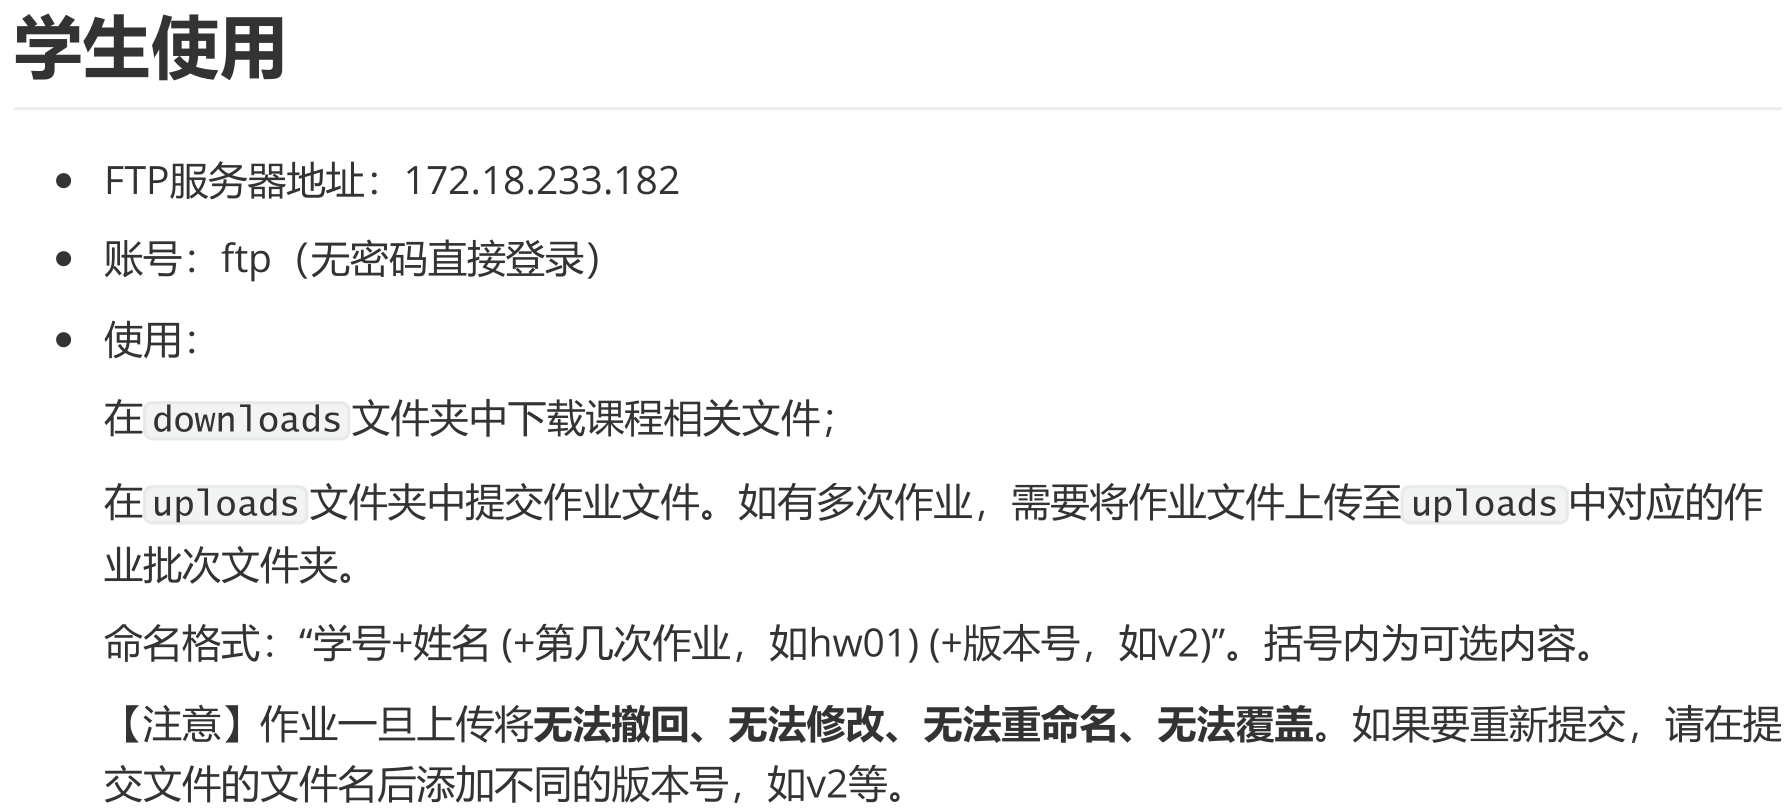 学生使用
FTP服务器地址：172.18.233.182
账号：ftp（无密码直接登录）
使用：
在downloads文件夹中下载课程相关文件；
在uploads文件夹中提交作业文件。如有多次作业，需要将作业文件上传至uploads中对应的作
业批次文件夹。
命名格式：“学号+姓名 (+第几次作业，如hw01) (+版本号，如v2)”。括号内为可选内容。
【注意】作业一旦上传将无法撤回、无法修改、无法重命名、无法覆盖。如果要重新提交，请在提
交文件的文件名后添加不同的版本号，如v2等。